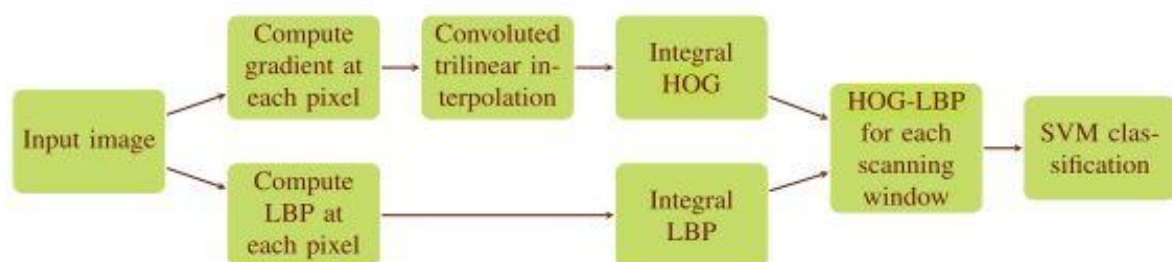 Input image
Compute
gradient at
each pixel
Convoluted
trilinear in-
terpolation
Integral
HOG
Compute
LBP at
each pixel
Integral
LBP
HOG-LBP
for each
scanning
window
SVM clas-
sification